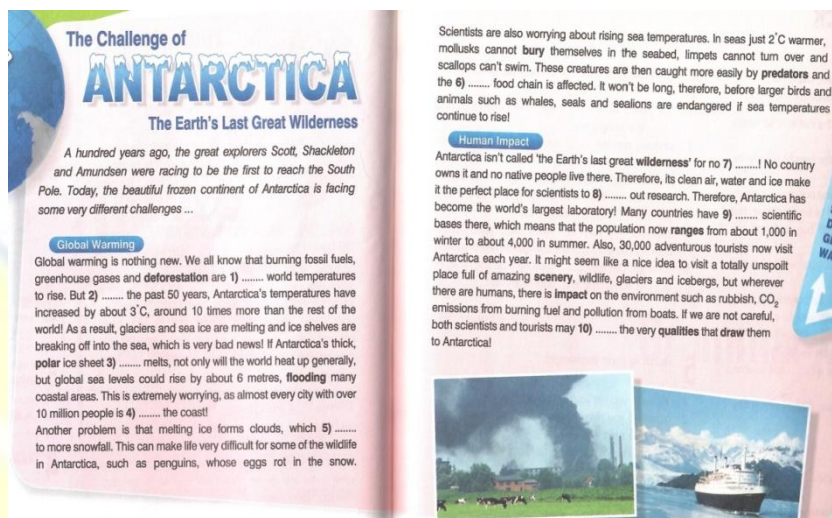 The Challenge of
ANTARCTICA
The Earth's Last Great Wilderness
A hundred years ago, the great explorers Scott, Shackleton
and Amundsen were racing to be the first to reach the South
Pole. Today, the beautiful frozen continent of Antarctica is facing
some very different challenges ...
Global Warming
Global warming is nothing new. We all know that burning fossil fuels,
greenhouse gases and deforestation are 1) ........ world temperatures
to rise. But 2) ........ the past 50 years, Antarctica's temperatures have
increased by about 3˚C, around 10 times more than the rest of the
world! As a result, glaciers and sea ice are melting and ice shelves are
breaking off into the sea, which is very bad news! If Antarctica's thick,
polar ice sheet 3) ........ melts, not only will the world heat up generally,
but global sea levels could rise by about 6 metres, flooding many
coastal areas. This is extremely worrying, as almost every city with over
10 million people is 4) ........ the coast!
Another problem is that melting ice forms clouds, which 5) ........
to more snowfall. This can make life very difficult for some of the wildlife
in Antarctica, such as penguins, whose eggs rot in the snow.
Scientists are also worrying about rising sea temperatures. In seas just 2˚C warmer,
mollusks cannot bury themselves in the seabed, limpets cannot turn over and
scallops can't swim. These creatures are then caught more easily by predators and
the 6) ........ food chain is affected. It won't be long, therefore, before larger birds and
animals such as whales, seals and sealions are endangered if sea temperatures
continue to rise!
Human Impact
Antarctica isn't called 'the Earth's last great wilderness' for no 7) ........! No country
owns it and no native people live there. Therefore, its clean air, water and ice make
it the perfect place for scientists to 8) ........ out research. Therefore, Antarctica has
become the world's largest laboratory! Many countries have 9) ........ scientific
bases there, which means that the population now ranges from about 1,000 in
winter to about 4,000 in summer. Also, 30,000 adventurous tourists now visit
Antarctica each year. It might seem like a nice idea to visit a totally unspoilt
place full of amazing scenery, wildlife, glaciers and icebergs, but wherever
there are humans, there is impact on the environment such as rubbish, CO₂
emissions from burning fuel and pollution from boats. If we are not careful,
both scientists and tourists may 10) ........ the very qualities that draw them
to Antarctica!